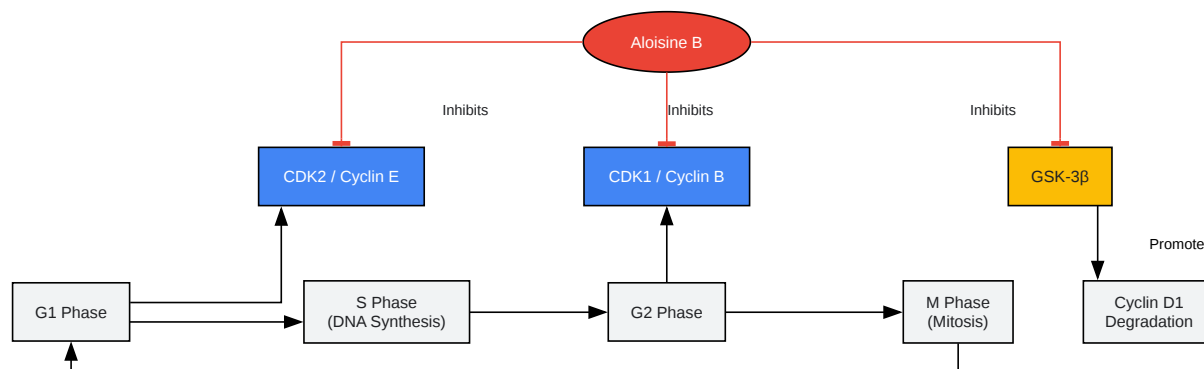 Aloisine B
Inhibits
Inhibits
Inhibits
CDK2 / Cyclin E
CDK1 / Cyclin B
GSK-3β
Promote
G1 Phase
S Phase
(DNA Synthesis)
G2 Phase
M Phase
(Mitosis)
Cyclin D1
Degradation